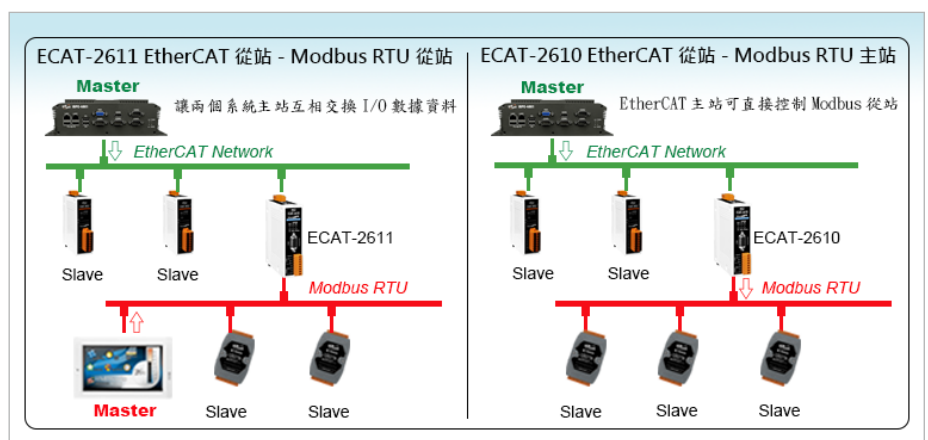 ECAT-2611 EtherCAT 從站 - Modbus RTU 從站
Master
讓兩個系統主站互相交換 I/O 數據資料
EtherCAT Network
Slave
Slave
ECAT-2611
Modbus RTU
Master
Slave
Slave
ECAT-2610 EtherCAT 從站 - Modbus RTU 主站
Master
EtherCAT 主站可直接控制 Modbus 從站
EtherCAT Network
Slave
Slave
ECAT-2610
Modbus RTU
Slave
Slave
Slave